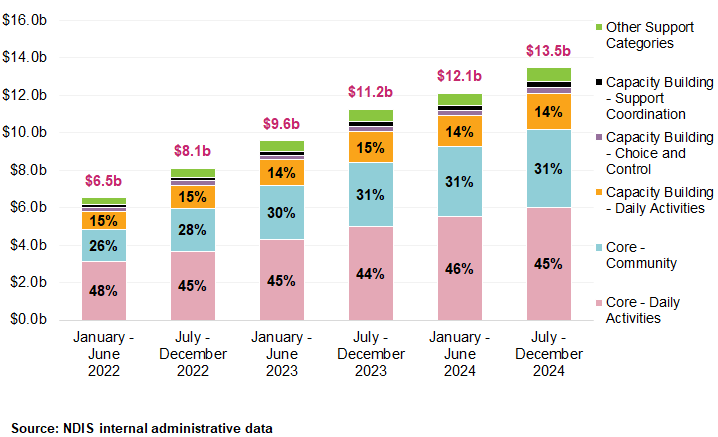 $16.0b
$14.0b
$12.0b
$10.0b
$8.0b
$6.0b
$4.0b
$2.0b
$0.0b
$6.5b
15%
26%
48%
$8.1b
15%
28%
45%
$9.6b
14%
30%
45%
$11.2b
15%
31%
44%
$12.1b
14%
31%
46%
$13.5b
14%
31%
45%
January -
June
2022
July -
December
2022
January -
June
2023
July -
December
2023
January -
June
2024
July -
December
2024
Other Support
Categories
Capacity Building
- Support
Coordination
Capacity Building
- Choice and
Control
Capacity Building
- Daily Activities
Core -
Community
Core - Daily
Activities
Source: NDIS internal administrative data